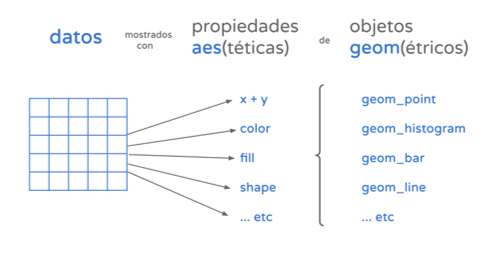 datos
mostrados
con
propiedades
aes(téticas)
de
objetos
geom(étricos)
x + y
color
fill
shape
... etc
geom_point
geom_histogram
geom_bar
geom_line
... etc